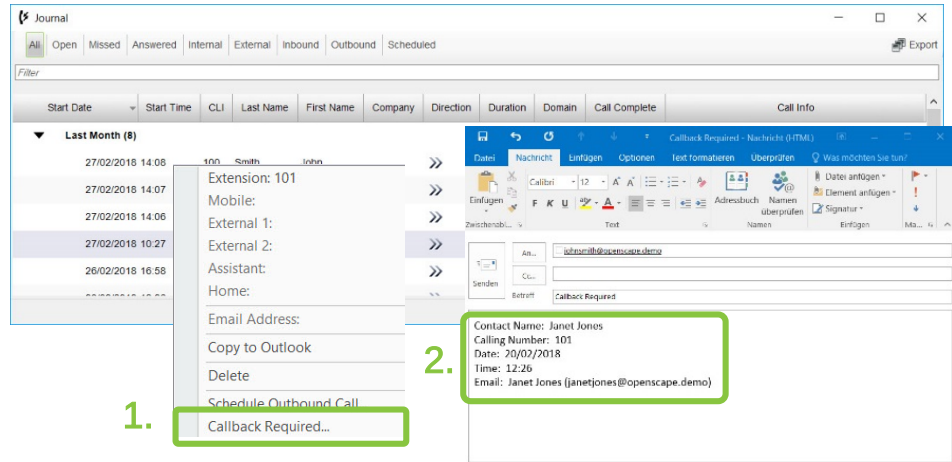 Journal
All Open Missed Answered Internal External Inbound Outbound Scheduled Export
Filter
Start Date Start Time CLI Last Name First Name Company Direction Duration Domain Call Complete Call Info
Last Month (8)
27/02/2018 14:08 100 Smith John
27/02/2018 14:07
27/02/2018 14:06
27/02/2018 10:27
26/02/2018 16:58
Extension: 101
Mobile:
External 1:
External 2:
Assistant:
Home:
Email Address:
Copy to Outlook
Delete
Schedule Outbound Call
Callback Required...
1.
2.
Callback Required - Nachricht (HTML)
Datei Nachricht Einfügen Optionen Text formatieren Überprüfen Was möchten Sie tun?
Einfügen
Calibri 12
F K U
Adressbuch Namen überprüfen
Datei anfügen
Element anfügen
Signatur
Zwischenabl... Text Namen Einfügen Ma...
Senden
An... johnsmith@openscape.demo
Cc...
Betreff Callback Required
Contact Name: Janet Jones
Calling Number: 101
Date: 20/02/2018
Time: 12:26
Email: Janet Jones (janetjones@openscape.demo)